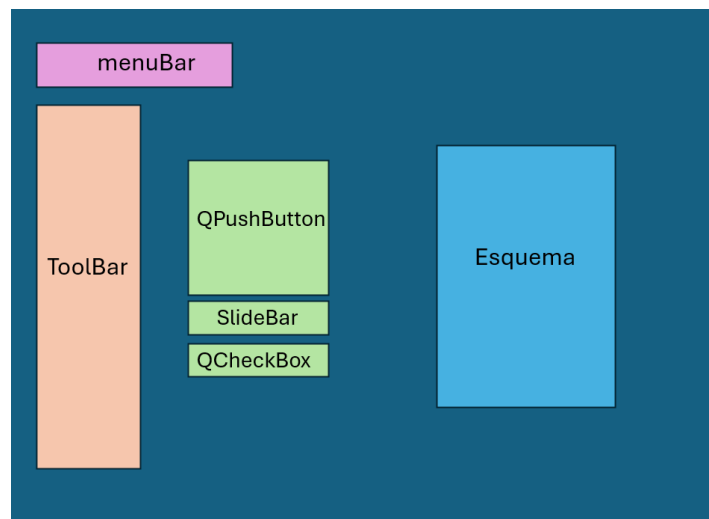 menuBar
ToolBar
QPushButton
SlideBar
QCheckBox
Esquema